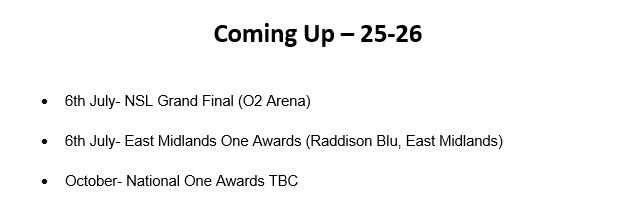 Coming Up – 25-26
• 6th July- NSL Grand Final (O2 Arena)
• 6th July- East Midlands One Awards (Raddison Blu, East Midlands)
• October- National One Awards TBC